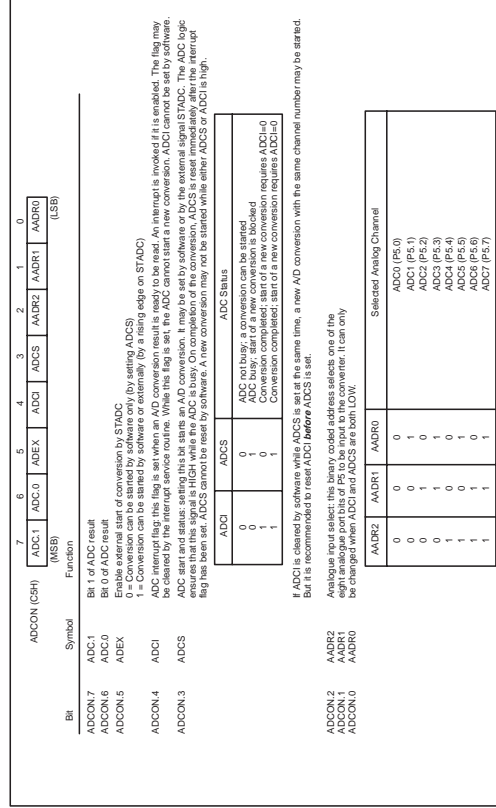 7 6 5 4 3 2 1 0
ADCON (C5H) ADC.1 ADC.0 ADEX ADCI ADCS AADR2 AADR1 AADR0
(MSB) (LSB)
Bit Symbol Function
ADCON.7 ADC.1 Bit 1 of ADC result
ADCON.6 ADC.0 Bit 0 of ADC result
ADCON.5 ADEX Enable external start of conversion by STADC
0 = Conversion can be started by software only (by setting ADCS)
1 = Conversion can be started by software or externally (by a rising edge on STADC)
ADCON.4 ADCI ADC interrupt flag: this flag is set when an A/D conversion result is ready to be read. An interrupt is invoked if it is enabled. The flag may
be cleared by the interrupt service routine. While this flag is set, the ADC cannot start a new conversion. ADCI cannot be set by software.
ADCON.3 ADCS ADC start and status: setting this bit starts an A/D conversion. It may be set by software or by the external signal STADC. The ADC logic
ensures that this signal is HIGH while the ADC is busy. On completion of the conversion, ADCS is reset immediately after the interrupt
flag has been set. ADCS cannot be reset by software. A new conversion may not be started while either ADCS or ADCI is high.
ADCI ADCS ADC Status
0 0 ADC not busy; a conversion can be started
0 1 ADC busy; start of a new conversion is blocked
1 0 Conversion completed; start of a new conversion requires ADCI=0
1 1 Conversion completed; start of a new conversion requires ADCI=0
If ADCI is cleared by software while ADCS is set at the same time, a new A/D conversion with the same channel number may be started.
But it is recommended to reset ADCI before ADCS is set.
ADCON.2 AADR2 Analogue input select: this binary coded address selects one of the
ADCON.1 AADR1 eight analogue port bits of P5 to be input to the converter. It can only
ADCON.0 AADR0 be changed when ADCI and ADCS are both LOW.
AADR2 AADR1 AADR0 Selected Analog Channel
0 0 0 ADC0 (P5.0)
0 0 1 ADC1 (P5.1)
0 1 0 ADC2 (P5.2)
0 1 1 ADC3 (P5.3)
1 0 0 ADC4 (P5.4)
1 0 1 ADC5 (P5.5)
1 1 0 ADC6 (P5.6)
1 1 1 ADC7 (P5.7)